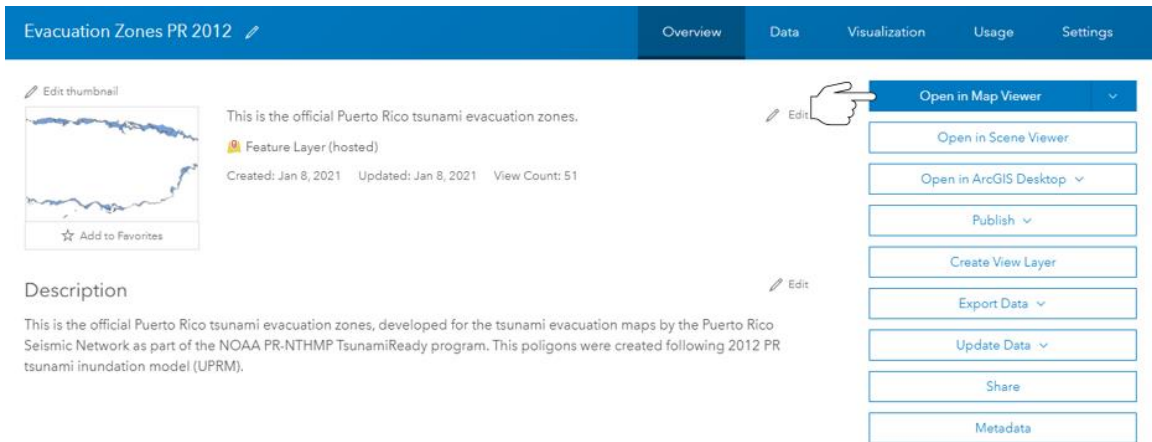 Evacuation Zones PR 2012
Overview
Data
Visualization
Usage
Settings
Edit thumbnail
Add to Favorites
This is the official Puerto Rico tsunami evacuation zones.
Edit
Feature Layer (hosted)
Created: Jan 8, 2021 Updated: Jan 8, 2021 View Count: 51
Description
Edit
This is the official Puerto Rico tsunami evacuation zones, developed for the tsunami evacuation maps by the Puerto Rico
Seismic Network as part of the NOAA PR-NTHMP TsunamiReady program. This poligons were created following 2012 PR
tsunami inundation model (UPRM).
Open in Map Viewer
Open in Scene Viewer
Open in ArcGIS Desktop
Publish
Create View Layer
Export Data
Update Data
Share
Metadata